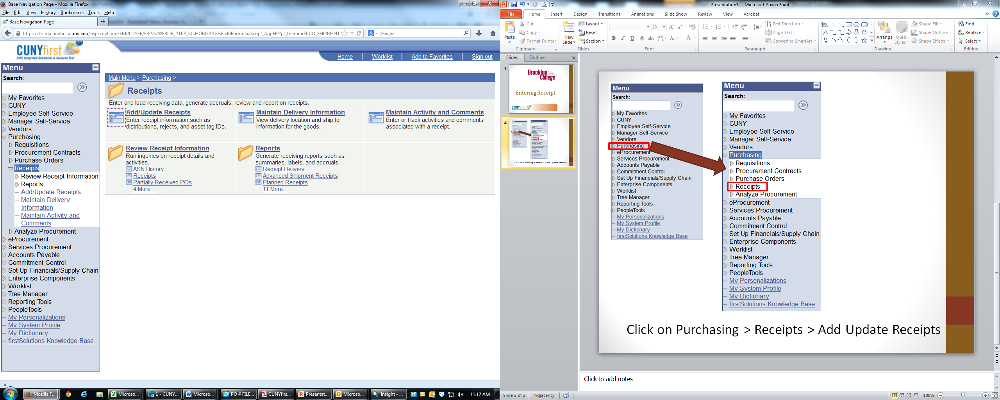 Base Navigation Page - Mozilla Firefox
File Edit View History Bookmarks Tools Help
Base Navigation Page
https://fscm.cunyfirst.cuny.edu/psp/cnyfsprd/EMPLOYEE/ERP/s/WEBLIB_PTPP_SC.HOMEPAGE.FieldFormula.IScript_AppHP?pt_fname=EPCO_SHIPMENT
Google
CUNYfirst
Fully Integrated Resources & Services Tool
Home Worklist Add to Favorites Sign out
Menu
Search:
My Favorites
CUNY
Employee Self-Service
Manager Self-Service
Vendors
Purchasing
Requisitions
Procurement Contracts
Purchase Orders
Receipts
Review Receipt Information
Reports
Add/Update Receipts
Maintain Delivery
Information
Maintain Activity and
Comments
Analyze Procurement
eProcurement
Services Procurement
Accounts Payable
Commitment Control
Set Up Financials/Supply Chain
Enterprise Components
Worklist
Tree Manager
Reporting Tools
PeopleTools
My Personalizations
My System Profile
My Dictionary
firstSolutions Knowledge Base
Main Menu > Purchasing >
Receipts
Enter and load receiving data, generate accruals, review and report on receipts.
Add/Update Receipts
Enter receipt information such as
distributions, rejects, and asset tag IDs.
Maintain Delivery Information
View delivery location and ship to
information for the goods.
Maintain Activity and Comments
Enter or track activities and comments
associated with a receipt.
Review Receipt Information
Run inquiries on receipt details and
activities.
ASN History
Receipts
Partially Received POs
4 More...
Reports
Generate receiving reports such as
summaries, labels, and accruals.
Receipt Delivery
Advanced Shipment Receipts
Planned Receipts
11 More...
Mozilla F...
Microso...
1 - CUNY...
Microso...
PO # FILE...
CUNYfirs...
Presentat...
Microso...
Insight - ...
11:17 AM
Presentation1 - Microsoft PowerPoint
File Home Insert Design Transitions Animations Slide Show Review View Acrobat
Paste
Cut
Copy
Format Painter
Clipboard
New
Slide
Layout
Reset
Section
Slides
28
Font
Text Direction
Align Text
Convert to SmartArt
Paragraph
Arrange
Quick
Styles
Shape Fill
Shape Outline
Shape Effects
Drawing
Find
Replace
Select
Editing
Slides Outline
1
Brooklyn
College
Entering Receipt
CUNYfirst
2
Click on Purchasing >Receipts > Add Update Receipts
Menu
Search:
My Favorites
CUNY
Employee Self-Service
Manager Self-Service
Vendors
Purchasing
eProcurement
Services Procurement
Accounts Payable
Commitment Control
Set Up Financials/Supply Chain
Enterprise Components
Worklist
Tree Manager
Reporting Tools
PeopleTools
My Personalizations
My System Profile
My Dictionary
firstSolutions Knowledge Base
Menu
Search:
My Favorites
CUNY
Employee Self-Service
Manager Self-Service
Vendors
Purchasing
Requisitions
Procurement Contracts
Purchase Orders
Receipts
Analyze Procurement
eProcurement
Services Procurement
Accounts Payable
Commitment Control
Set Up Financials/Supply Chain
Enterprise Components
Worklist
Tree Manager
Reporting Tools
PeopleTools
My Personalizations
My System Profile
My Dictionary
firstSolutions Knowledge Base
Click on Purchasing > Receipts > Add Update Receipts
Click to add notes
Slide 2 of 2
"Adjacency"
100%